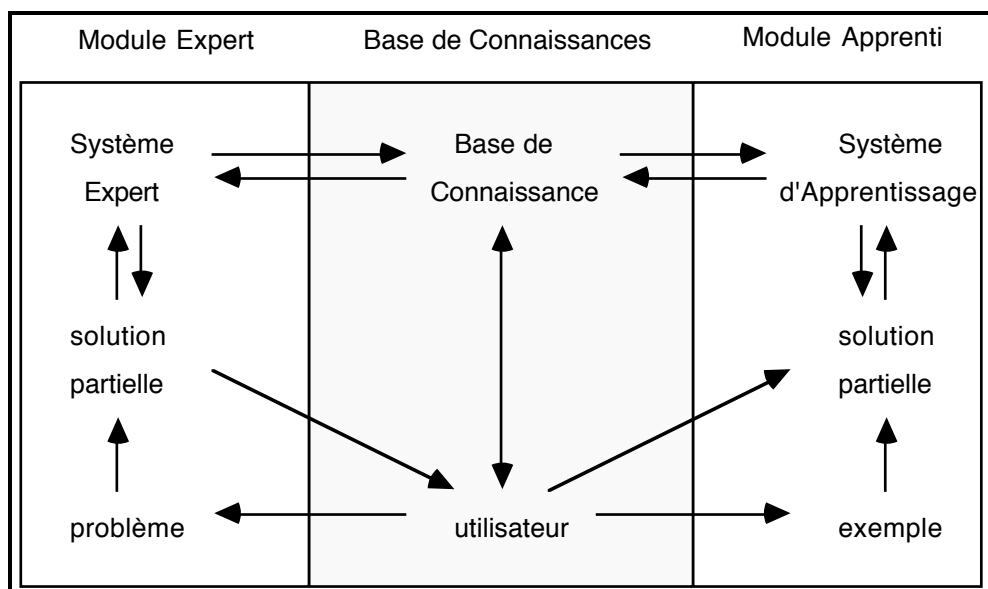 Module Expert
Base de Connaissances
Module Apprenti
Système
Expert
Base de
Connaissance
Système
d'Apprentissage
solution
partielle
solution
partielle
problème
utilisateur
exemple